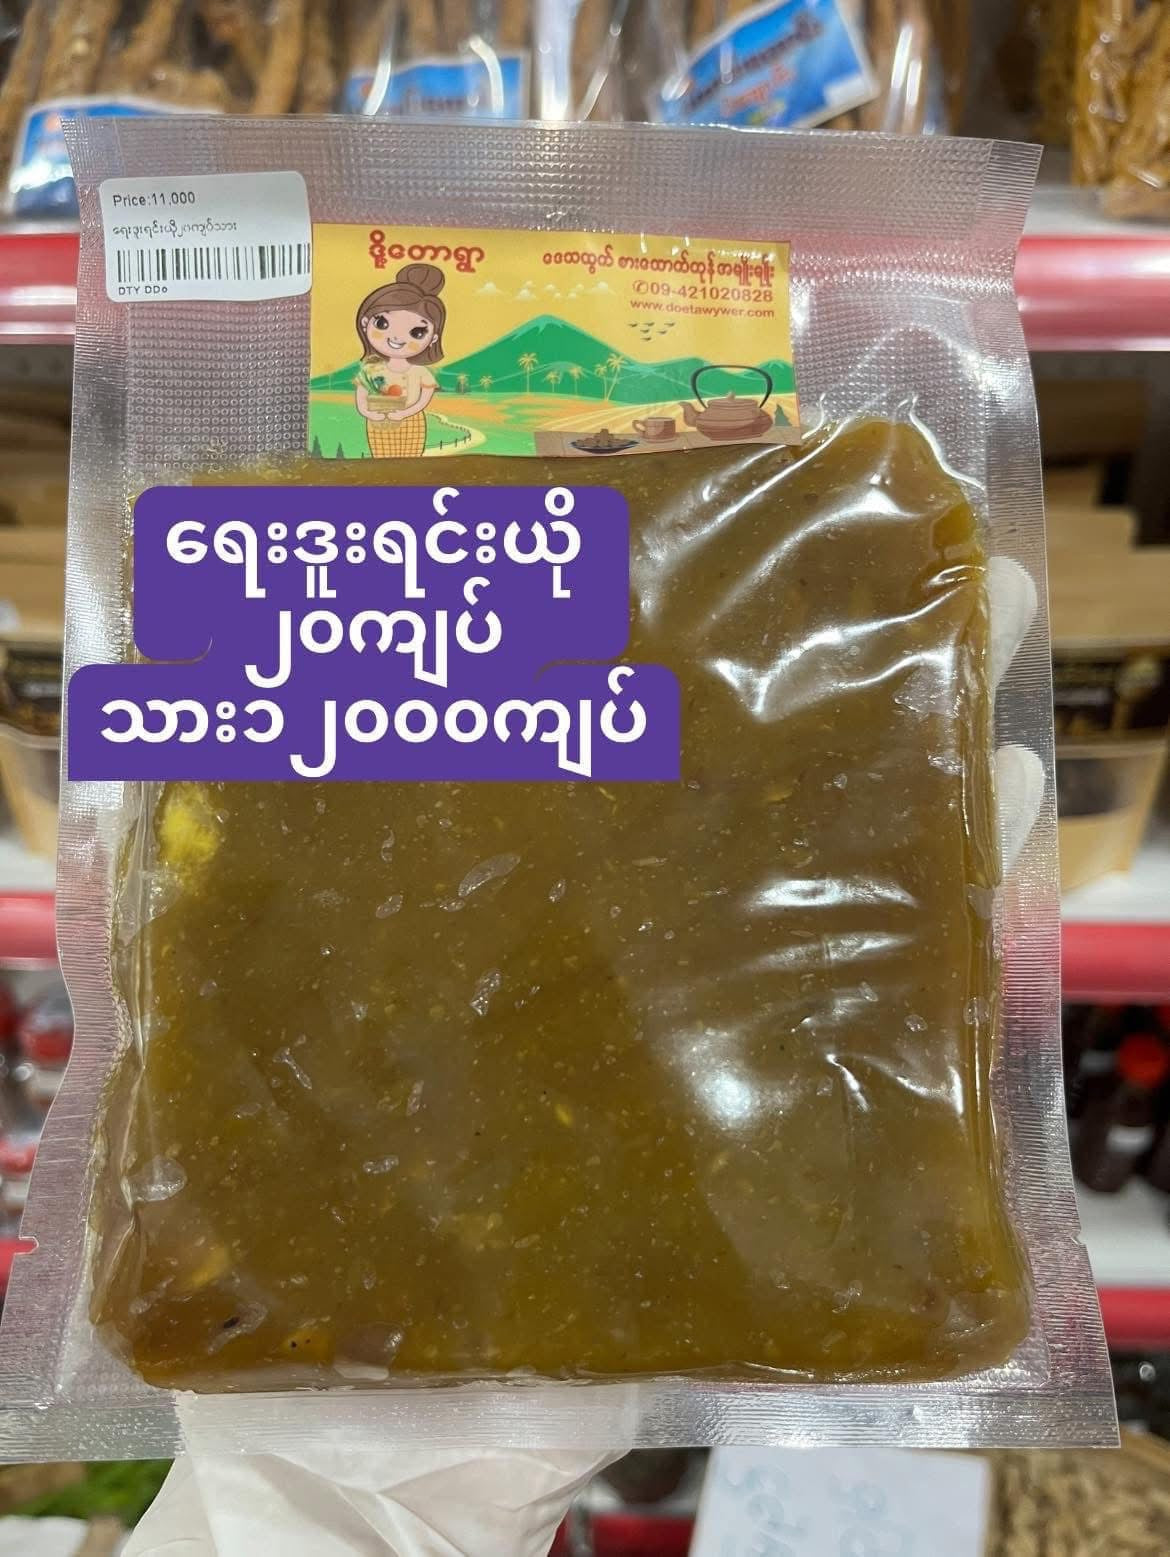 Price:11,000
ရေးဒူးရင်းယို၂၀ကျပ်သား
DTY DD
ဒို့တောရွာ
ဒေသထွက် စားသောက်ကုန်အမျိုးမျိုး
✆09-421020828
www.doetawywer.com
ရေးဒူးရင်းယို
၂၀ကျပ်
သား၁၂၀၀၀ကျပ်